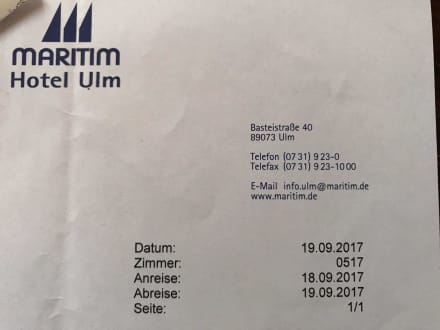 MARITIM
Hotel Ulm
Basteistraße 40
89073 Ulm
Telefon (07 31) 9 23-0
Telefax (07 31) 9 23-10 00
E-Mail info.ulm@maritim.de
www.maritim.de
Datum: 19.09.2017
Zimmer: 0517
Anreise: 18.09.2017
Abreise: 19.09.2017
Seite: 1/1